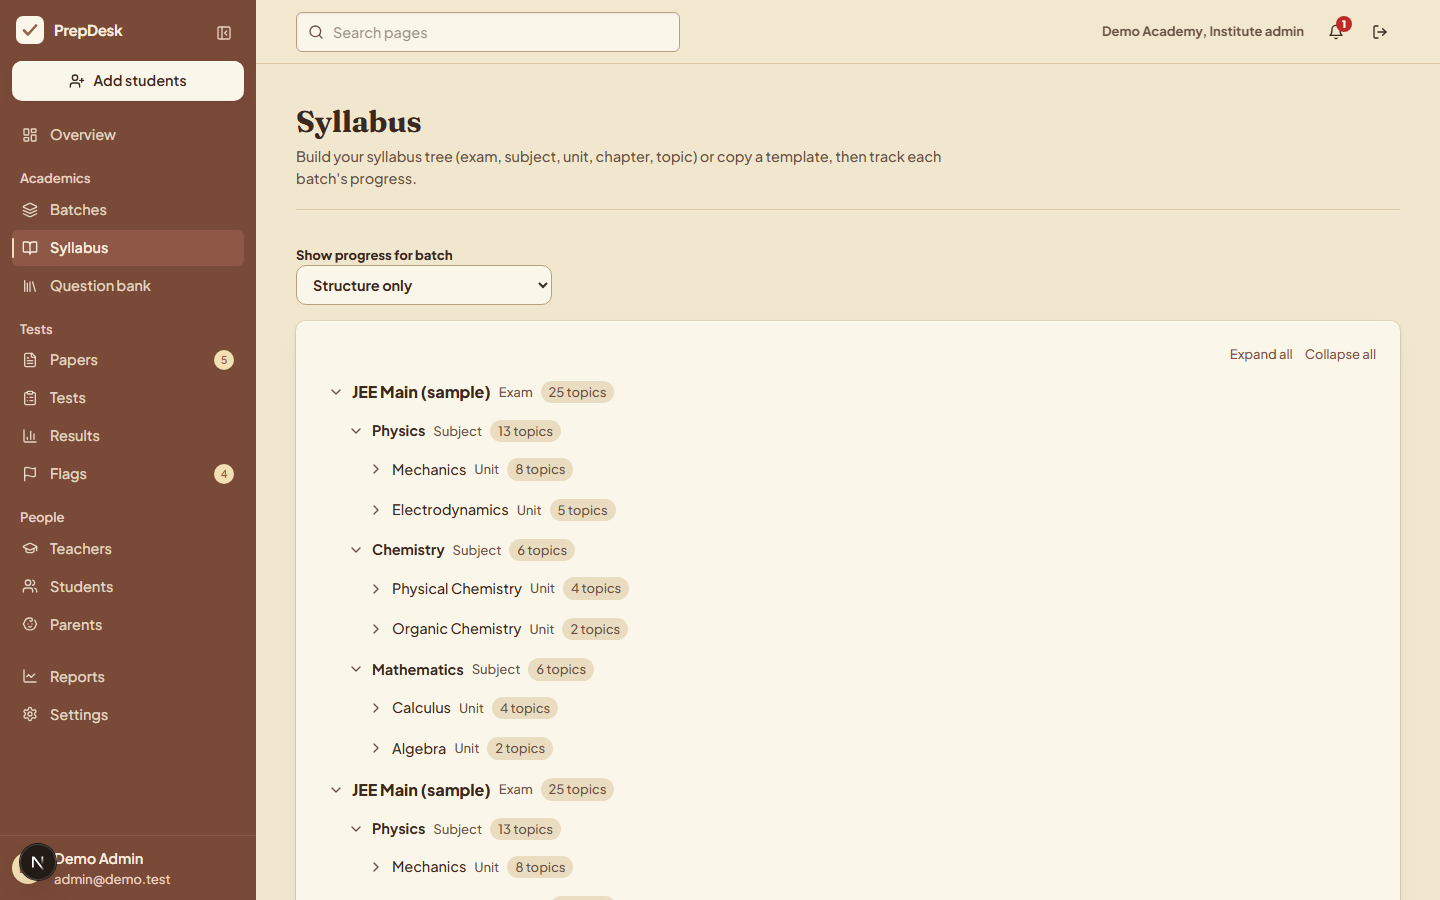 PrepDesk
Add students
Overview
Academics
Batches
Syllabus
Question bank
Tests
Papers 5
Tests
Results
Flags 4
People
Teachers
Students
Parents
Reports
Settings
N
Demo Admin
admin@demo.test
Search pages
Demo Academy, Institute admin
1
Syllabus
Build your syllabus tree (exam, subject, unit, chapter, topic) or copy a template, then track each
batch's progress.
Show progress for batch
Structure only
Expand all Collapse all
JEE Main (sample) Exam 25 topics
Physics Subject 13 topics
Mechanics Unit 8 topics
Electrodynamics Unit 5 topics
Chemistry Subject 6 topics
Physical Chemistry Unit 4 topics
Organic Chemistry Unit 2 topics
Mathematics Subject 6 topics
Calculus Unit 4 topics
Algebra Unit 2 topics
JEE Main (sample) Exam 25 topics
Physics Subject 13 topics
Mechanics Unit 8 topics